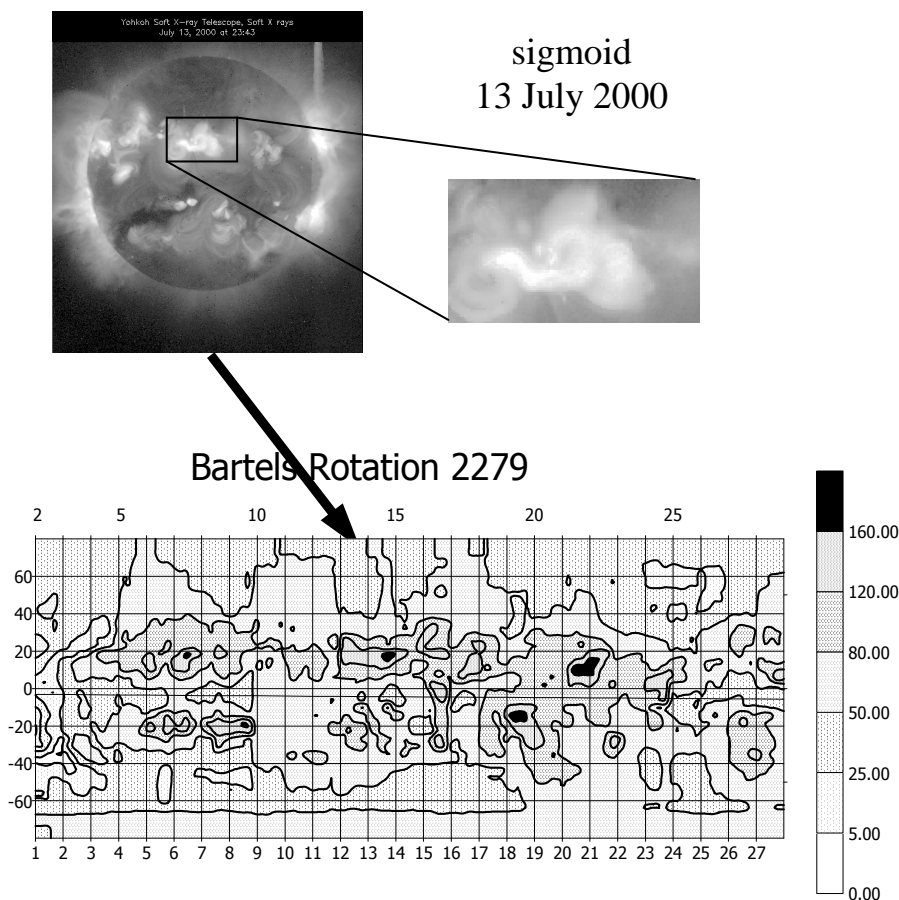 Yohkoh Soft X-ray Telescope, Soft X rays
July 13, 2000 at 23:43
sigmoid
13 July 2000
Bartels Rotation 2279
2 5 10 15 20 25
60
40
20
0
-20
-40
-60
1 2 3 4 5 6 7 8 9 10 11 12 13 14 15 16 17 18 19 20 21 22 23 24 25 26 27
160.00
120.00
80.00
50.00
25.00
5.00
0.00